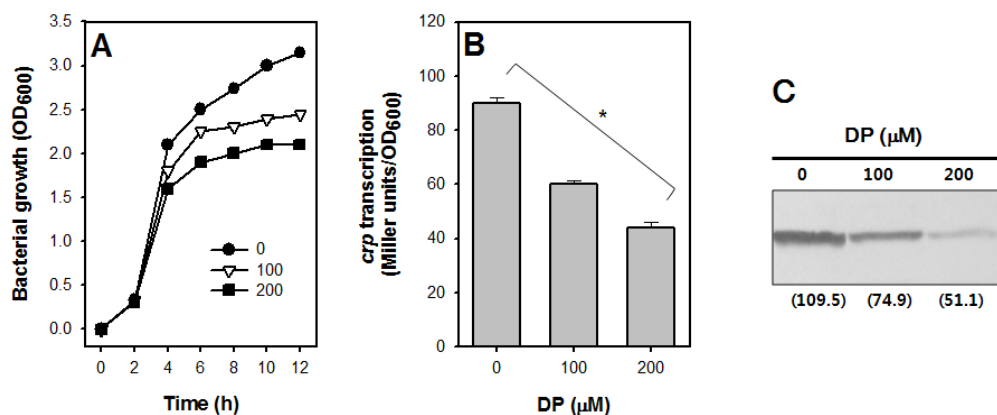 A
Bacterial growth (OD600)
3.5
3.0
2.5
2.0
1.5
1.0
0.5
0.0
0
100
200
0 2 4 6 8 10 12
Time (h)
B
crp transcription
(Miller units/OD600)
120
100
80
60
40
20
0
*
0 100 200
DP (μM)
C
DP (μM)
0 100 200
(109.5) (74.9) (51.1)